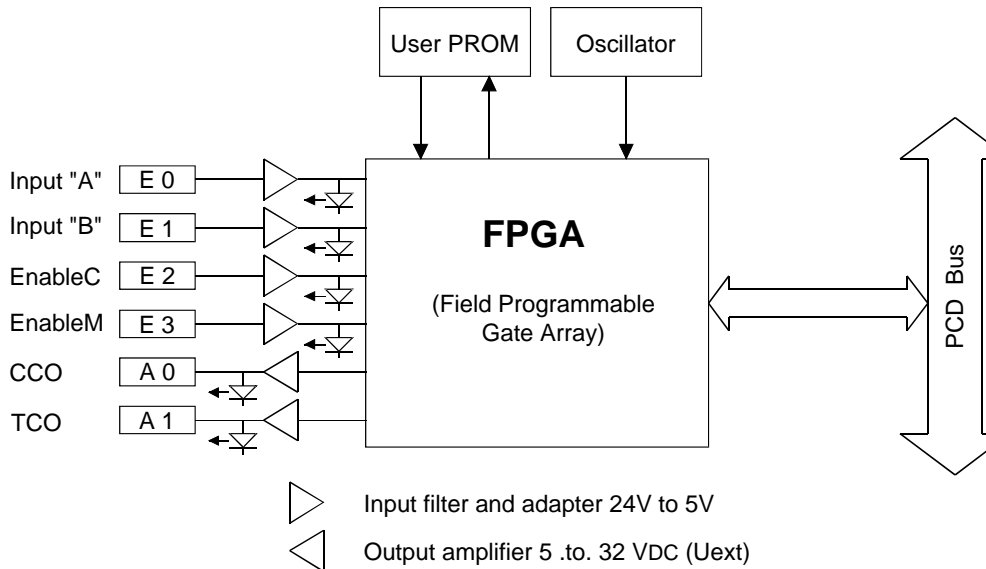 User PROM
Oscillator
Input "A" E 0
Input "B" E 1
EnableC E 2
EnableM E 3
CCO A 0
TCO A 1
FPGA
(Field Programmable
Gate Array)
PCD Bus
Input filter and adapter 24V to 5V
Output amplifier 5 .to. 32 VDC (Uext)